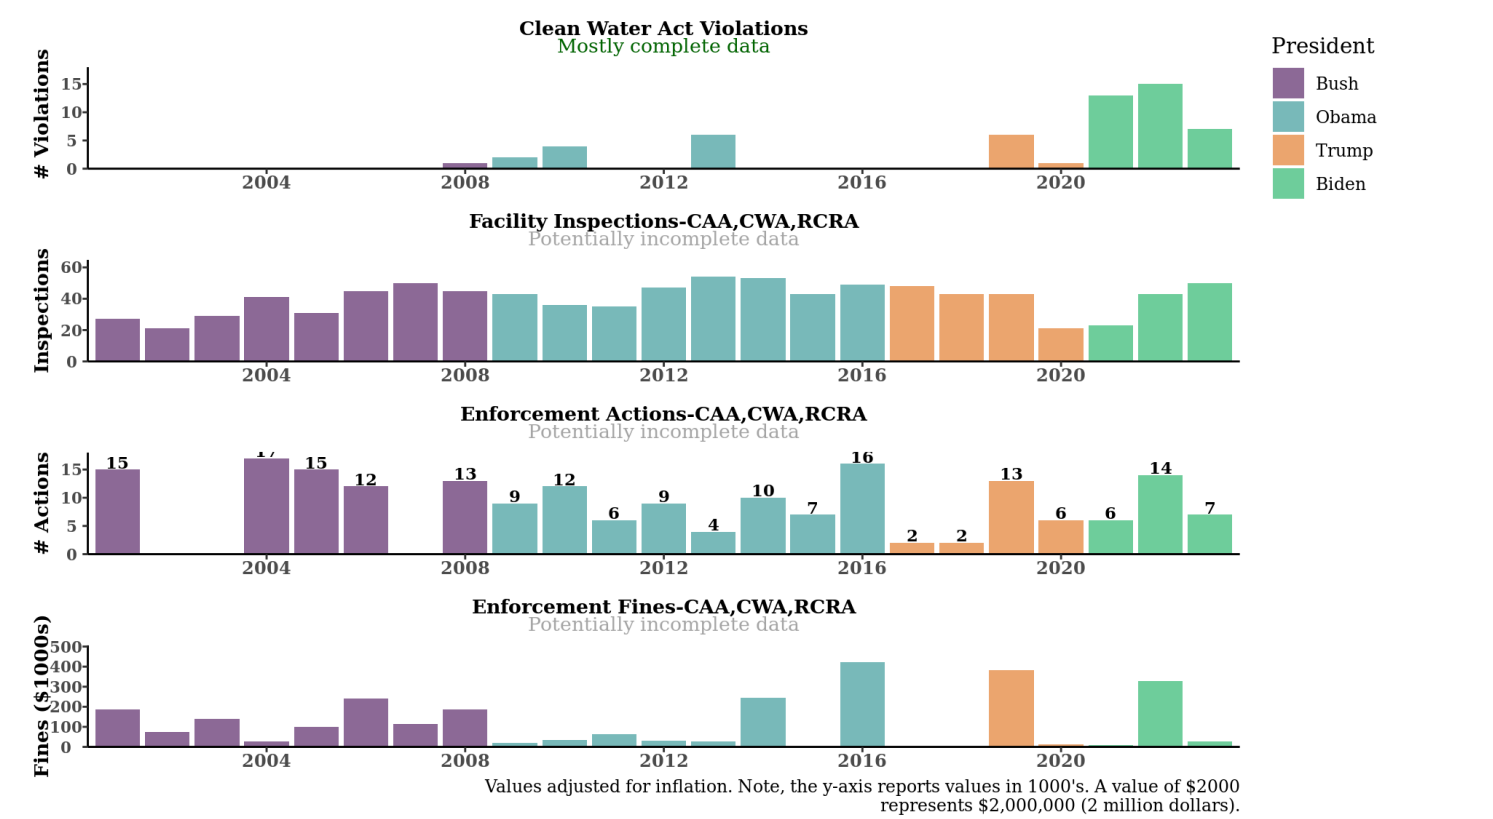 Clean Water Act Violations
Mostly complete data
# Violations
15
10
5
0
2004 2008 2012 2016 2020
President
Bush
Obama
Trump
Biden
Facility Inspections-CAA,CWA,RCRA
Potentially incomplete data
Inspections
60
40
20
0
2004 2008 2012 2016 2020
Enforcement Actions-CAA,CWA,RCRA
Potentially incomplete data
# Actions
15
10
5
0
15 17 15 12 13 9 12 6 9 4 10 7 16 2 2 13 6 6 14 7
2004 2008 2012 2016 2020
Enforcement Fines-CAA,CWA,RCRA
Potentially incomplete data
Fines ($1000s)
500
400
300
200
100
0
2004 2008 2012 2016 2020
Values adjusted for inflation. Note, the y-axis reports values in 1000's. A value of $2000
represents $2,000,000 (2 million dollars).